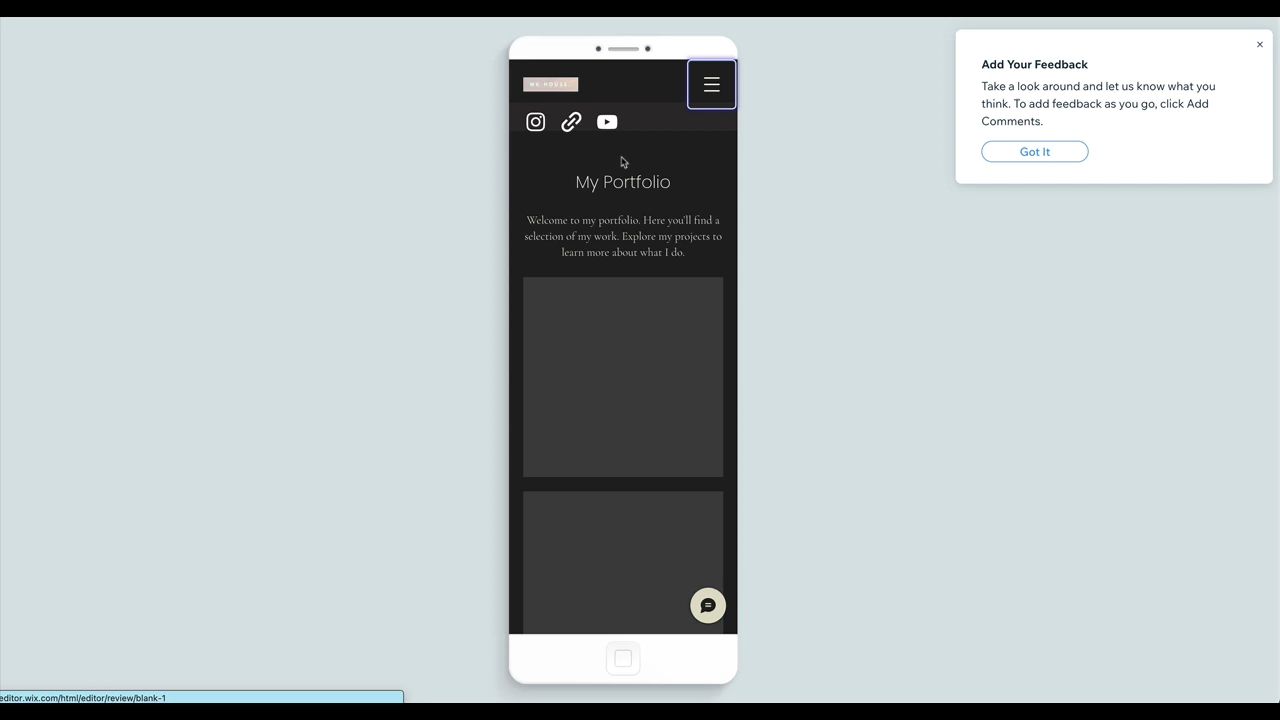 MK HOUSE
Add Your Feedback
Take a look around and let us know what you
think. To add feedback as you go, click Add
Comments.
Got It
My Portfolio
Welcome to my portfolio. Here you'll find a
selection of my work. Explore my projects to
learn more about what I do.
editor.wix.com/html/editor/review/blank-1